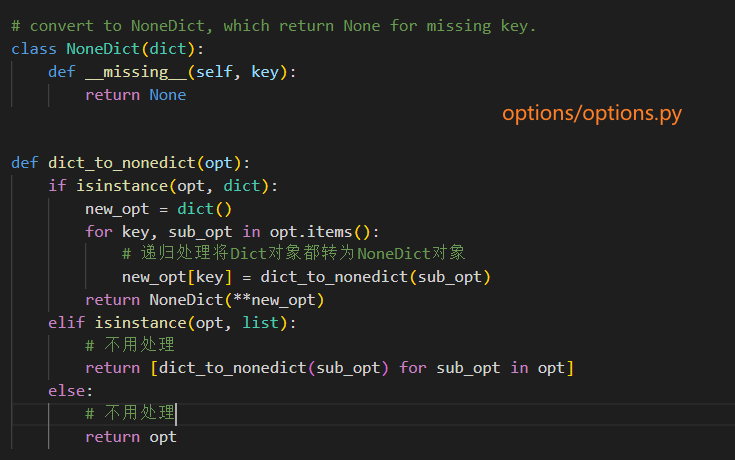 # convert to NoneDict, which return None for missing key.
class NoneDict(dict):
    def __missing__(self, key):
        return None
options/options.py
def dict_to_nonedict(opt):
    if isinstance(opt, dict):
        new_opt = dict()
        for key, sub_opt in opt.items():
            # 递归处理将Dict对象都转为NoneDict对象
            new_opt[key] = dict_to_nonedict(sub_opt)
        return NoneDict(**new_opt)
    elif isinstance(opt, list):
        # 不用处理
        return [dict_to_nonedict(sub_opt) for sub_opt in opt]
    else:
        # 不用处理
        return opt